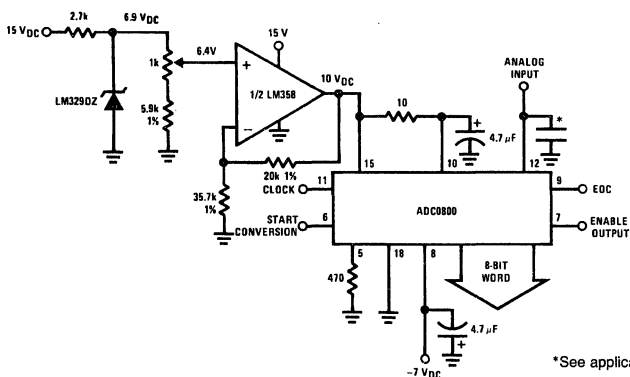 2.7k
6.9 VDC
15 VDC
15 V
ANALOG
INPUT
1k
6.4V
+
10 VDC
1/2 LM358
LM329DZ
10
+
*
5.9k
1%
−
4.7 μF
20k 1%
15
10
12
CLOCK
11
9
EOC
35.7k
1%
ADC0800
START
CONVERSION
6
7
ENABLE
OUTPUT
5
18
8
8-BIT
WORD
470
4.7 μF
+
−7 VDC
*See applica